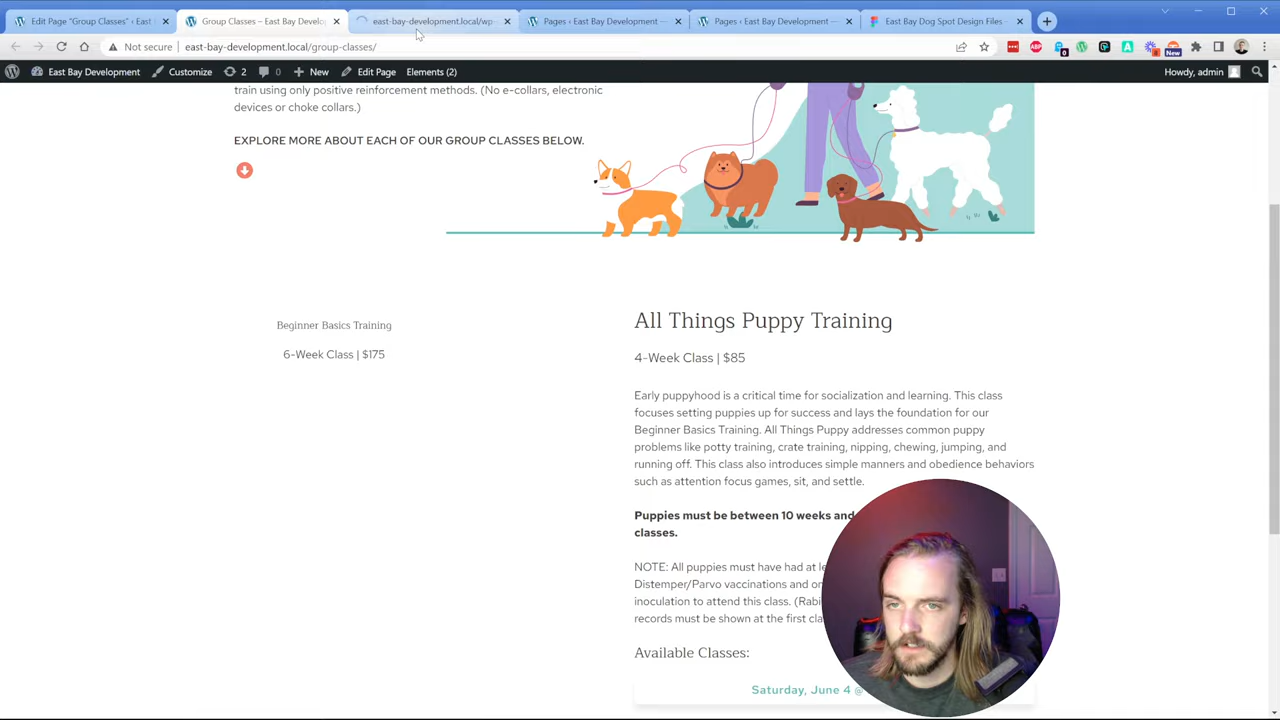 Edit Page "Group Classes" ‹ East B
Group Classes – East Bay Develo
east-bay-development.local/wp-
Pages ‹ East Bay Development —
Pages ‹ East Bay Development —
East Bay Dog Spot Design Files –
Not secure
east-bay-development.local/group-classes/
East Bay Development
Customize
2
0
New
Edit Page
Elements (2)
Howdy, admin
train using only positive reinforcement methods. (No e-collars, electronic
devices or choke collars.)
EXPLORE MORE ABOUT EACH OF OUR GROUP CLASSES BELOW.
Beginner Basics Training
6-Week Class | $175
All Things Puppy Training
4-Week Class | $85
Early puppyhood is a critical time for socialization and learning. This class
focuses setting puppies up for success and lays the foundation for our
Beginner Basics Training. All Things Puppy addresses common puppy
problems like potty training, crate training, nipping, chewing, jumping, and
running off. This class also introduces simple manners and obedience behaviors
such as attention focus games, sit, and settle.
Puppies must be between 10 weeks and
classes.
NOTE: All puppies must have had at le
Distemper/Parvo vaccinations and on
inoculation to attend this class. (Rabi
records must be shown at the first cla
Available Classes:
Saturday, June 4 @